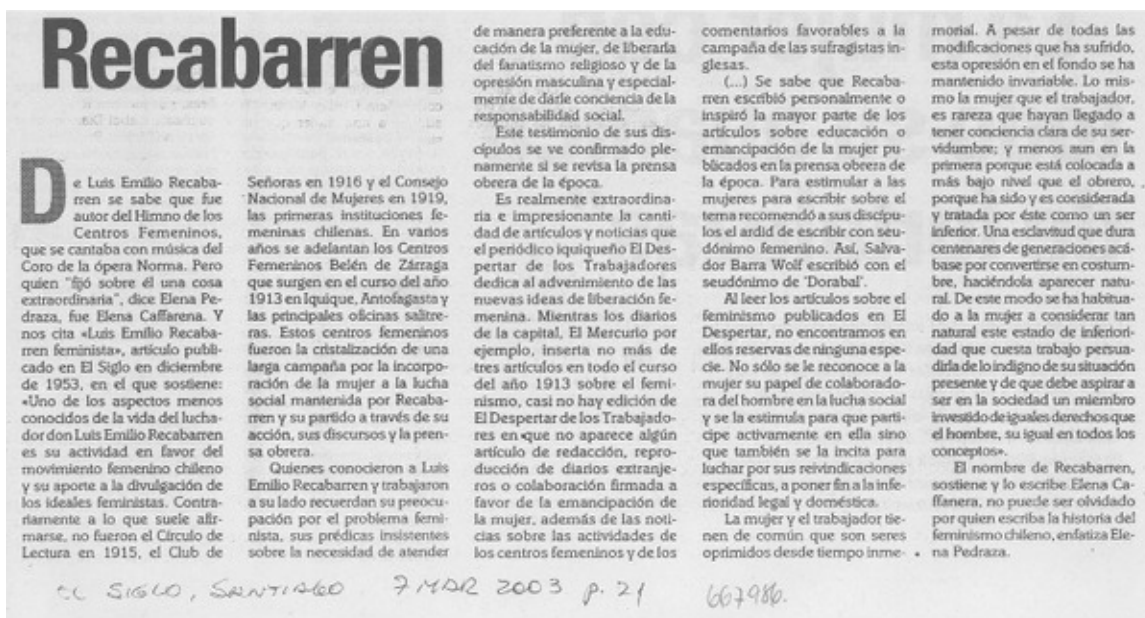 Recabarren
De Luis Emilio Recaba-
rren se sabe que fue
autor del Himno de los
Centros Femeninos,
que se cantaba con música del
Coro de la ópera Norma. Pero
quien "fijó sobre él una cosa
extraordinaria", dice Elena Pe-
draza, fue Elena Caffarena. Y
nos cita «Luis Emilio Recaba-
rren feminista», artículo publi-
cado en El Siglo en diciembre
de 1953, en el que sostiene:
«Uno de los aspectos menos
conocidos de la vida del lucha-
dor don Luis Emilio Recabarren
es su actividad en favor del
movimiento femenino chileno
y su aporte a la divulgación de
los ideales feministas. Contra-
riamente a lo que suele afir-
marse, no fueron el Círculo de
Lectura en 1915, el Club de
Señoras en 1916 y el Consejo
Nacional de Mujeres en 1919,
las primeras instituciones fe-
meninas chilenas. En varios
años se adelantan los Centros
Femeninos Belén de Zárraga
que surgen en el curso del año
1913 en Iquique, Antofagasta y
las principales oficinas salitre-
ras. Estos centros femeninos
fueron la cristalización de una
larga campaña por la incorpo-
ración de la mujer a la lucha
social mantenida por Recaba-
rren y su partido a través de su
acción, sus discursos y la pren-
sa obrera.
Quienes conocieron a Luis
Emilio Recabarren y trabajaron
a su lado recuerdan su preocu-
pación por el problema femi-
nista, sus prédicas insistentes
sobre la necesidad de atender
de manera preferente a la edu-
cación de la mujer, de liberarla
del fanatismo religioso y de la
opresión masculina y especial-
mente de darle conciencia de la
responsabilidad social.
Este testimonio de sus dis-
cípulos se ve confirmado ple-
namente si se revisa la prensa
obrera de la época.
Es realmente extraordina-
ria e impresionante la canti-
dad de artículos y noticias que
el periódico iquiqueño El Des-
pertar de los Trabajadores
dedica al advenimiento de las
nuevas ideas de liberación fe-
menina. Mientras los diarios
de la capital, El Mercurio por
ejemplo, inserta no más de
tres artículos en todo el curso
del año 1913 sobre el femi-
nismo, casi no hay edición de
El Despertar de los Trabajado-
res en que no aparece algún
artículo de redacción, repro-
ducción de diarios extranje-
ros o colaboración firmada a
favor de la emancipación de
la mujer, además de las noti-
cias sobre las actividades de
los centros femeninos y de los
comentarios favorables a la
campaña de las sufragistas in-
glesas.
(...) Se sabe que Recaba-
rren escribió personalmente o
inspiró la mayor parte de los
artículos sobre educación o
emancipación de la mujer pu-
blicados en la prensa obrera de
la época. Para estimular a las
mujeres para escribir sobre el
tema recomendó a sus discípu-
los el ardid de escribir con seu-
dónimo femenino. Así, Salva-
dor Barra Wolf escribió con el
seudónimo de "Dorabal".
Al leer los artículos sobre el
feminismo publicados en El
Despertar, no encontramos en
ellos reservas de ninguna espe-
cie. No sólo se le reconoce a la
mujer su papel de colaborado-
ra del hombre en la lucha social
y se la estimula para que parti-
cipe activamente en ella sino
que también se la incita para
luchar por sus reivindicaciones
específicas, a poner fin a la infe-
rioridad legal y doméstica.
La mujer y el trabajador tie-
nen de común que son seres
oprimidos desde tiempo inme-
morial. A pesar de todas las
modificaciones que ha sufrido,
esta opresión en el fondo se ha
mantenido invariable. Lo mis-
mo la mujer que el trabajador,
es rareza que hayan llegado a
tener conciencia clara de su ser-
vidumbre; y menos aun en la
primera porque está colocada a
más bajo nivel que el obrero,
porque ha sido y es considerada
y tratada por éste como un ser
inferior. Una esclavitud que dura
centenares de generaciones acá-
base por convertirse en costum-
bre, haciéndola aparecer natu-
ral. De este modo se ha habitua-
do a la mujer a considerar tan
natural este estado de inferiori-
dad que cuesta trabajo persua-
dirla de lo indigno de su situación
presente y de que debe aspirar a
ser en la sociedad un miembro
investido de iguales derechos que
el hombre, su igual en todos los
conceptos».
El nombre de Recabarren,
sostiene y lo escribe Elena Ca-
ffanera, no puede ser olvidado
por quien escriba la historia del
feminismo chileno, enfatiza Ele-
na Pedraza.
EL SIGLO, SANTIAGO 7 MAR 2003 p. 21 667986.